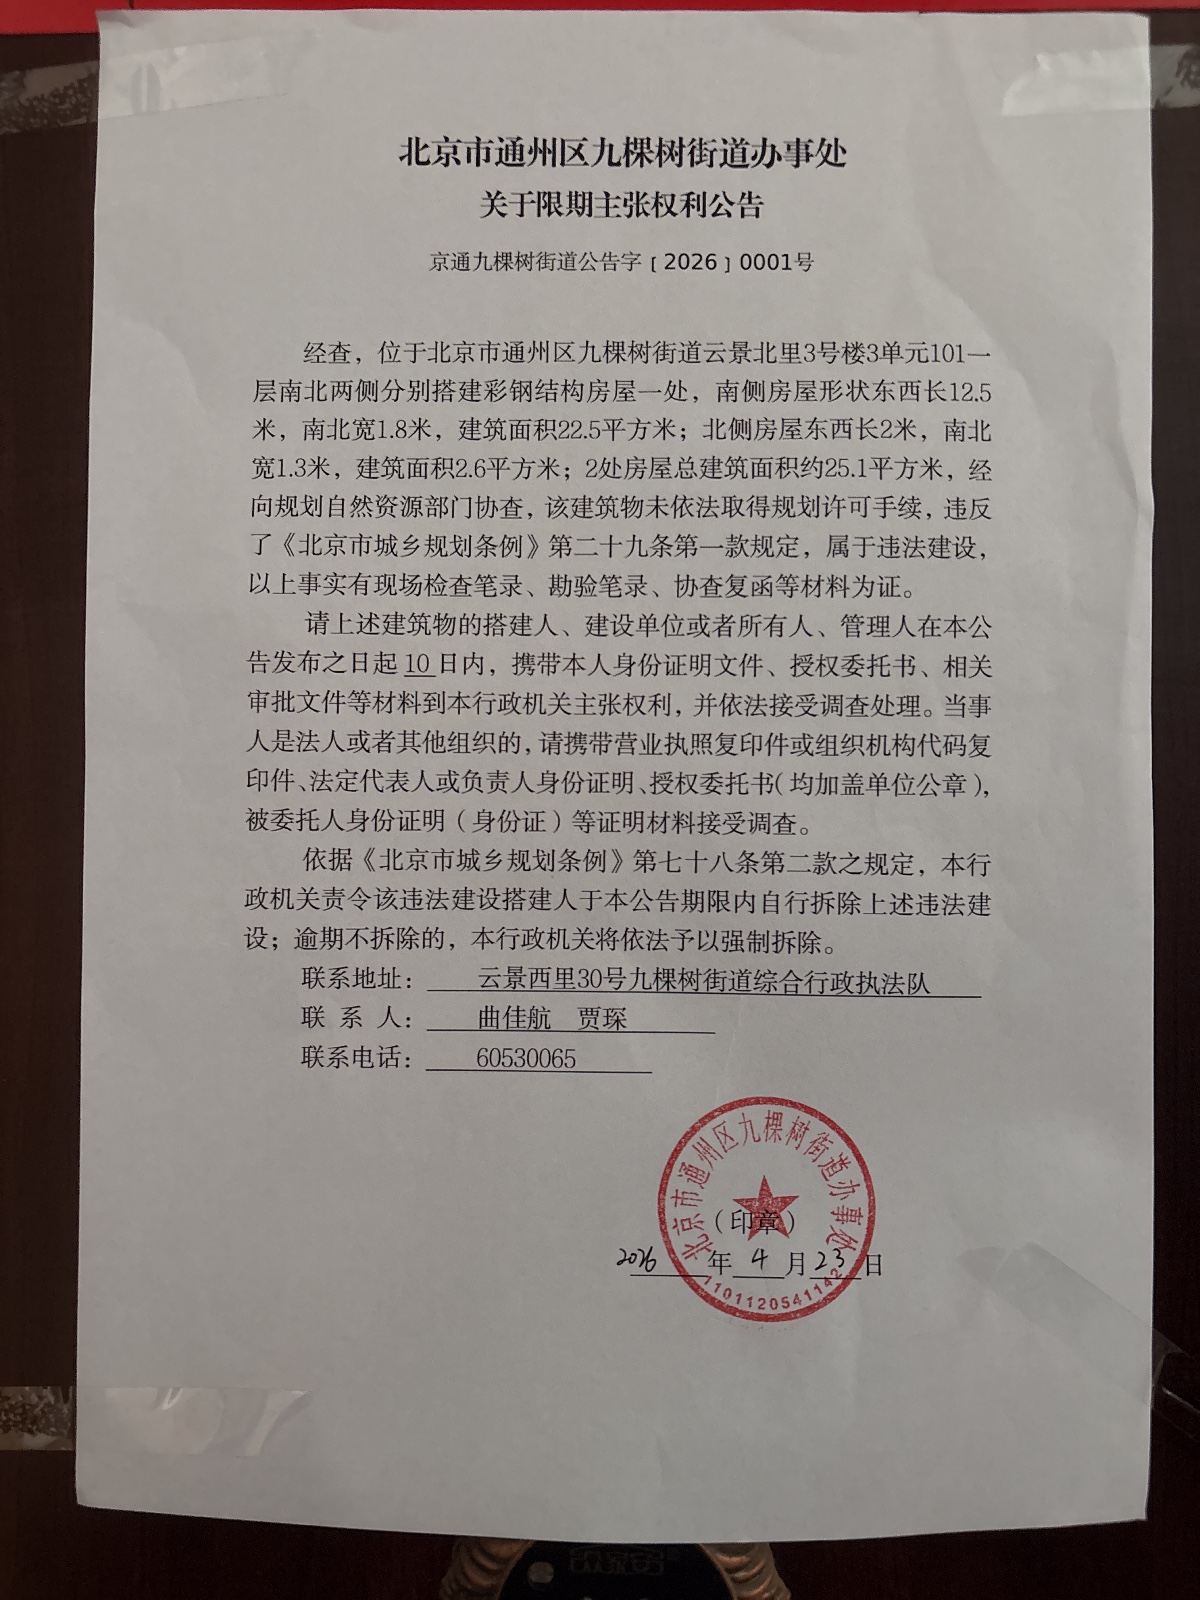 北京市通州区九棵树街道办事处
关于限期主张权利公告
京通九棵树街道公告字﹝2026﹞0001号
经查，位于北京市通州区九棵树街道云景北里3号楼3单元101一
层南北两侧分别搭建彩钢结构房屋一处，南侧房屋形状东西长12.5
米，南北宽1.8米，建筑面积22.5平方米；北侧房屋东西长2米，南北
宽1.3米，建筑面积2.6平方米；2处房屋总建筑面积约25.1平方米，经
向规划自然资源部门协查，该建筑物未依法取得规划许可手续，违反
了《北京市城乡规划条例》第二十九条第一款规定，属于违法建设，
以上事实有现场检查笔录、勘验笔录、协查复函等材料为证。
请上述建筑物的搭建人、建设单位或者所有人、管理人在本公
告发布之日起 10 日内，携带本人身份证明文件、授权委托书、相关
审批文件等材料到本行政机关主张权利，并依法接受调查处理。当事
人是法人或者其他组织的，请携带营业执照复印件或组织机构代码复
印件、法定代表人或负责人身份证明、授权委托书（均加盖单位公章），
被委托人身份证明（身份证）等证明材料接受调查。
依据《北京市城乡规划条例》第七十八条第二款之规定，本行
政机关责令该违法建设搭建人于本公告期限内自行拆除上述违法建
设；逾期不拆除的，本行政机关将依法予以强制拆除。
联系地址： 云景西里30号九棵树街道综合行政执法队
联 系 人： 曲佳航 贾琛
联系电话： 60530065
北京市通州区九棵树街道办事处
（印章）
2026 年 4 月 23 日
1101120541142